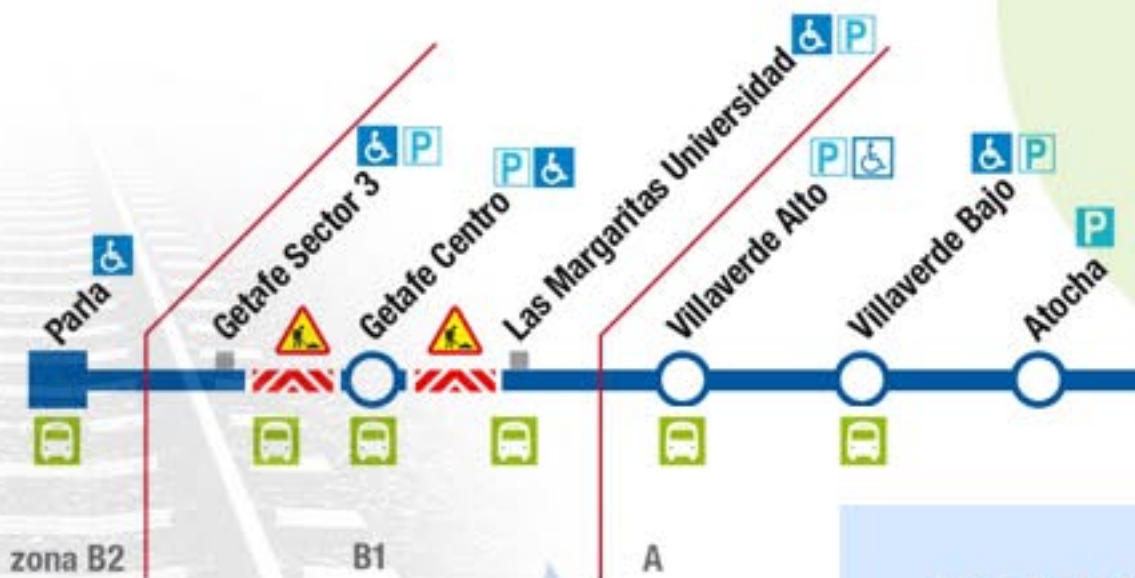 P
P
Las Margaritas Universidad
P
Getafe Sector 3
P
Getafe Centro
P
Villaverde Alto
P
Villaverde Bajo
P
Atocha
Parla
zona B2
B1
A